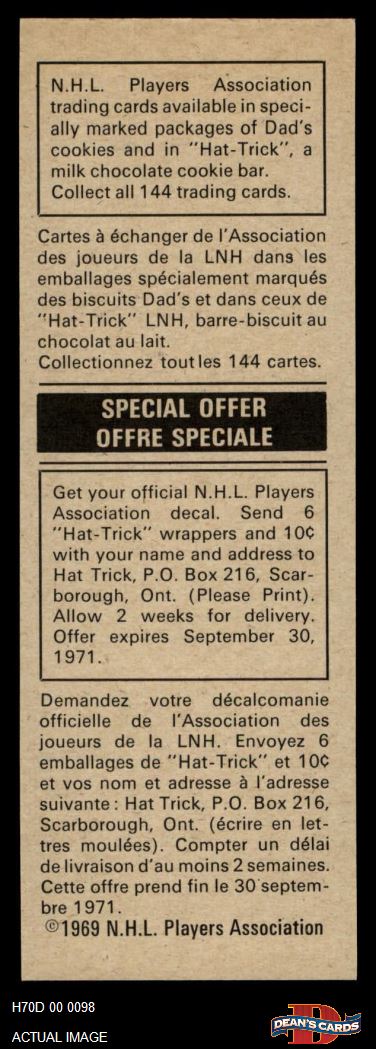 N.H.L. Players Association
trading cards available in speci-
ally marked packages of Dad's
cookies and in "Hat-Trick", a
milk chocolate cookie bar.
Collect all 144 trading cards.
Cartes à échanger de l'Association
des joueurs de la LNH dans les
emballages spécialement marqués
des biscuits Dad's et dans ceux de
"Hat-Trick" LNH, barre-biscuit au
chocolat au lait.
Collectionnez toutles 144 cartes.
SPECIAL OFFER
OFFRE SPECIALE
Get your official N.H.L. Players
Association decal. Send 6
"Hat-Trick" wrappers and 10¢
with your name and address to
Hat Trick, P.O. Box 216, Scar-
borough, Ont. (Please Print).
Allow 2 weeks for delivery.
Offer expires September 30,
1971.
Demandez votre décalcomanie
officielle de l'Association des
joueurs de la LNH. Envoyez 6
emballages de "Hat-Trick" et 10¢
et vos nom et adresse à l'adresse
suivante : Hat Trick, P.O. Box 216,
Scarborough, Ont. (écrire en let-
tres moulées). Compter un délai
de livraison d'au moins 2 semaines.
Cette offre prend fin le 30 septem-
bre 1971.
©1969 N.H.L. Players Association
H70D 00 0098
ACTUAL IMAGE
D
DEAN'S CARDS